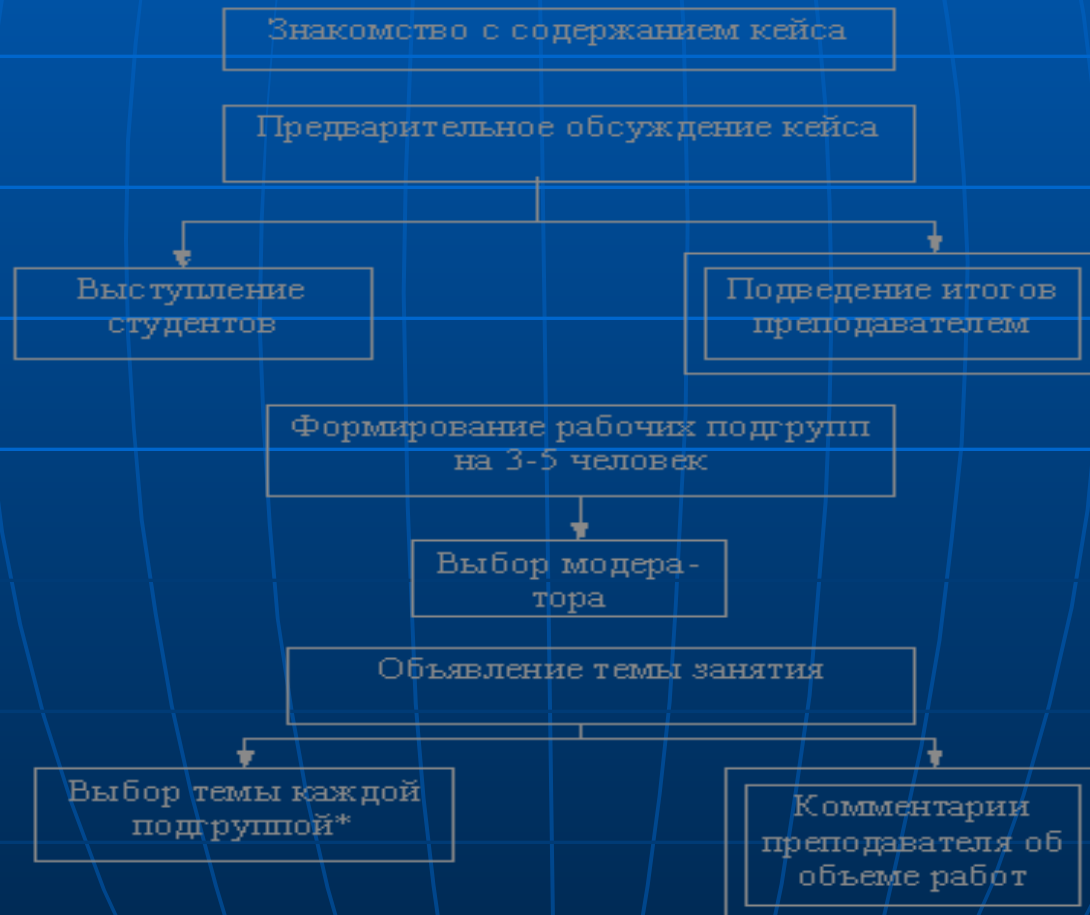 Знакомство с содержанием кейса
Предварительное обсуждение кейса
Выступление
студентов
Подведение итогов
преподавателем
Формирование рабочих подгрупп
на 3-5 человек
Выбор модера-
тора
Объявление темы занятия
Выбор темы каждой
подгруппой*
Комментарии
преподавателя об
объеме работ